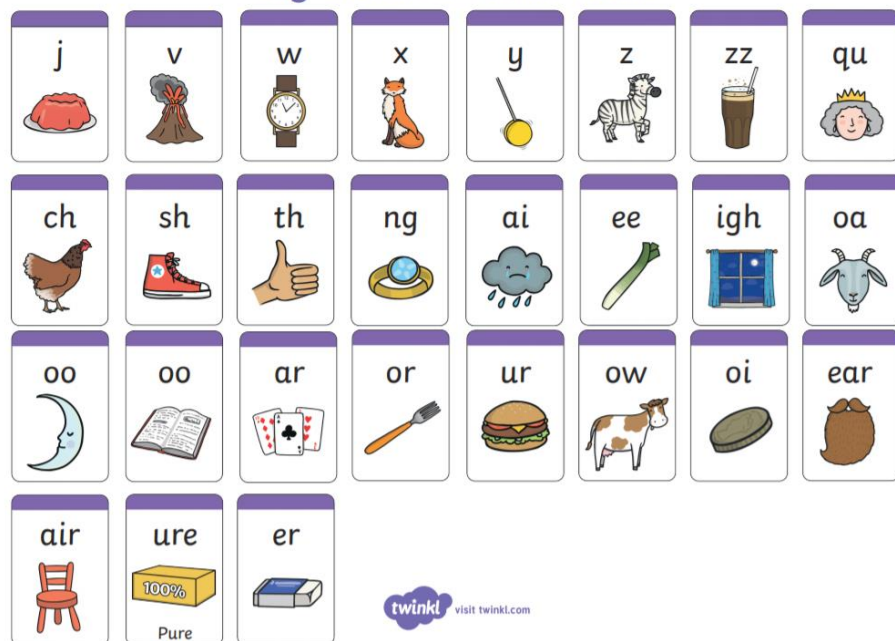 j v w x y z zz qu
ch sh th ng ai ee igh oa
oo oo ar or ur ow oi ear
air ure er
100%
Pure
twinkl visit twinkl.com